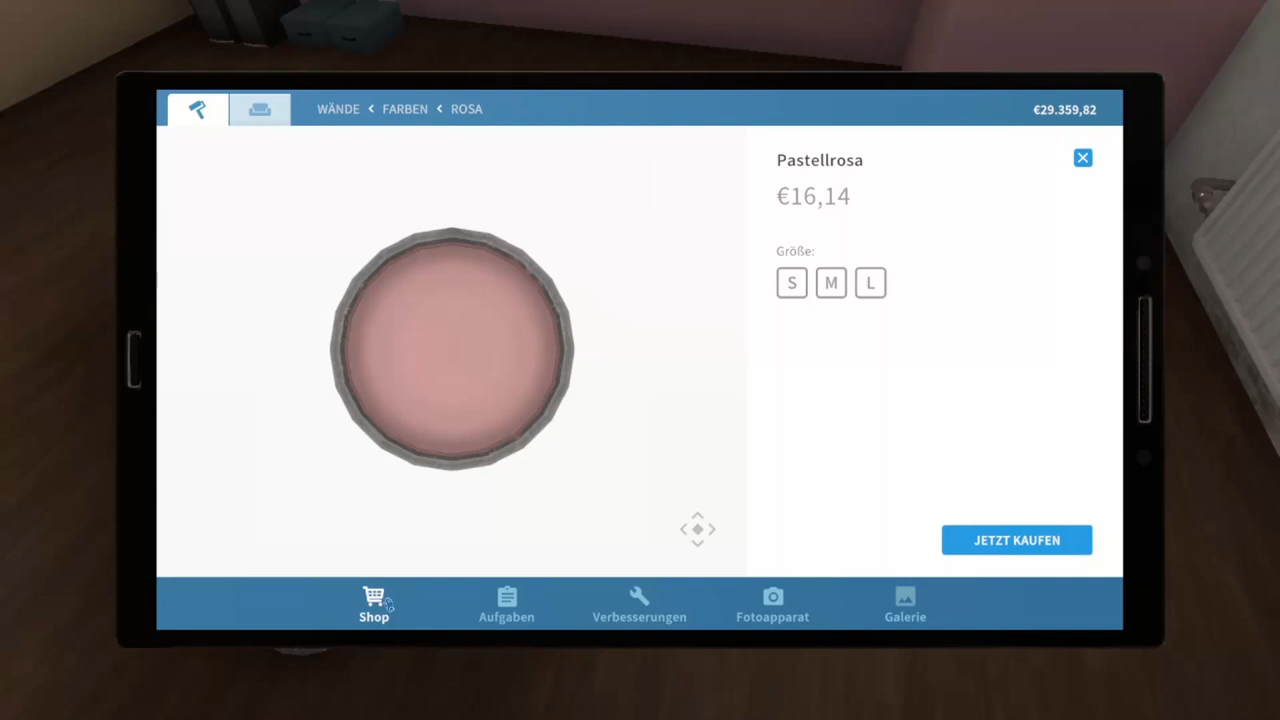 WÄNDE < FARBEN < ROSA
€29.359,82
Pastellrosa
€16,14
Größe:
S M L
JETZT KAUFEN
Shop
Aufgaben
Verbesserungen
Fotoapparat
Galerie